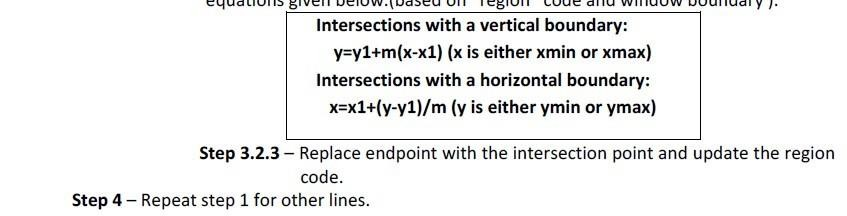 equations given below.(based on "region" code and window boundary ).
Intersections with a vertical boundary:
y=y1+m(x-x1) (x is either xmin or xmax)
Intersections with a horizontal boundary:
x=x1+(y-y1)/m (y is either ymin or ymax)
Step 3.2.3 – Replace endpoint with the intersection point and update the region
code.
Step 4 – Repeat step 1 for other lines.